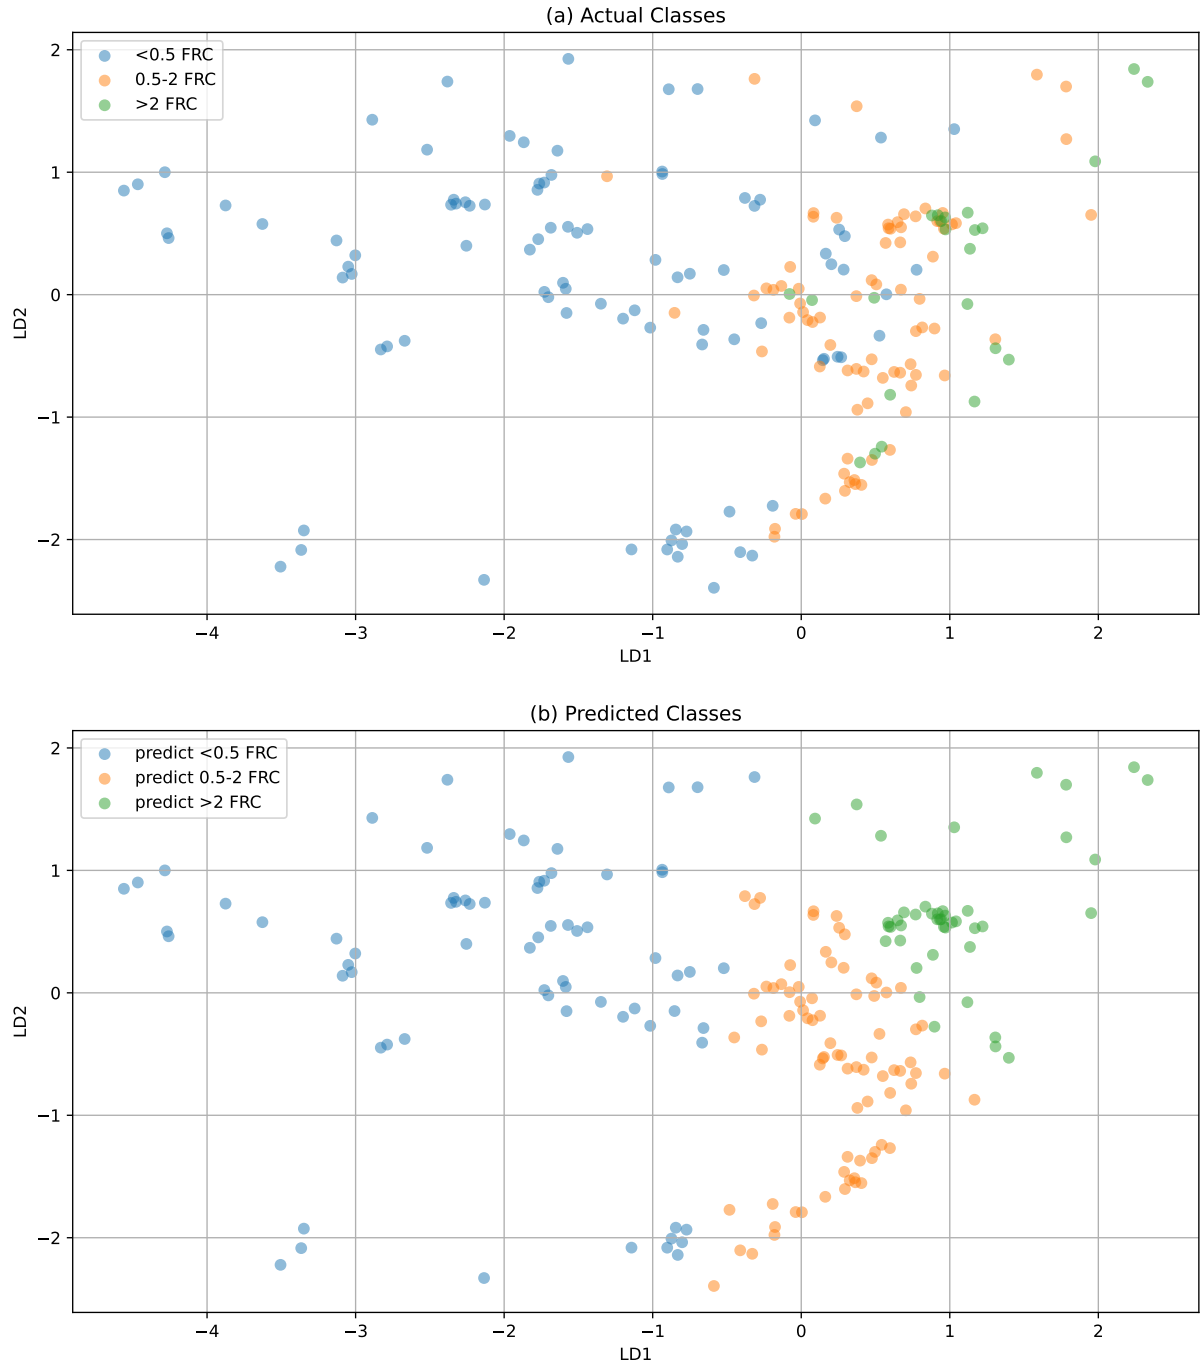 (a) Actual Classes
<0.5 FRC
0.5-2 FRC
>2 FRC
2
1
0
−1
−2
LD2
−4
−3
−2
−1
0
1
2
LD1
(b) Predicted Classes
predict <0.5 FRC
predict 0.5-2 FRC
predict >2 FRC
2
1
0
−1
−2
LD2
−4
−3
−2
−1
0
1
2
LD1